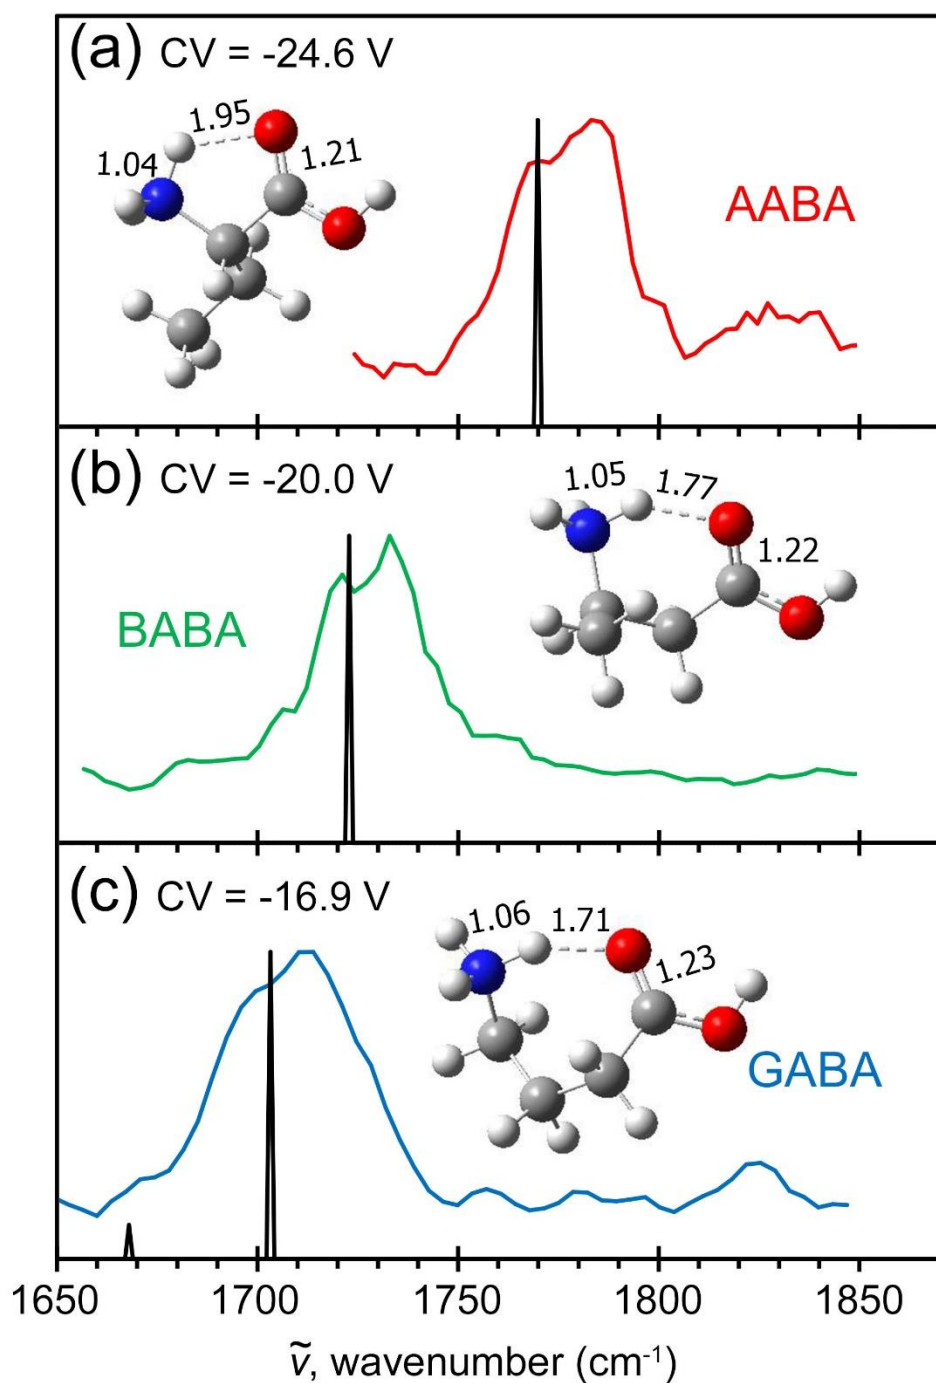 (a) CV = -24.6 V
1.95
1.04
1.21
AABA
(b) CV = -20.0 V
1.05
1.77
1.22
BABA
(c) CV = -16.9 V
1.06
1.71
1.23
GABA
1650 1700 1750 1800 1850
ṽ, wavenumber (cm⁻¹)